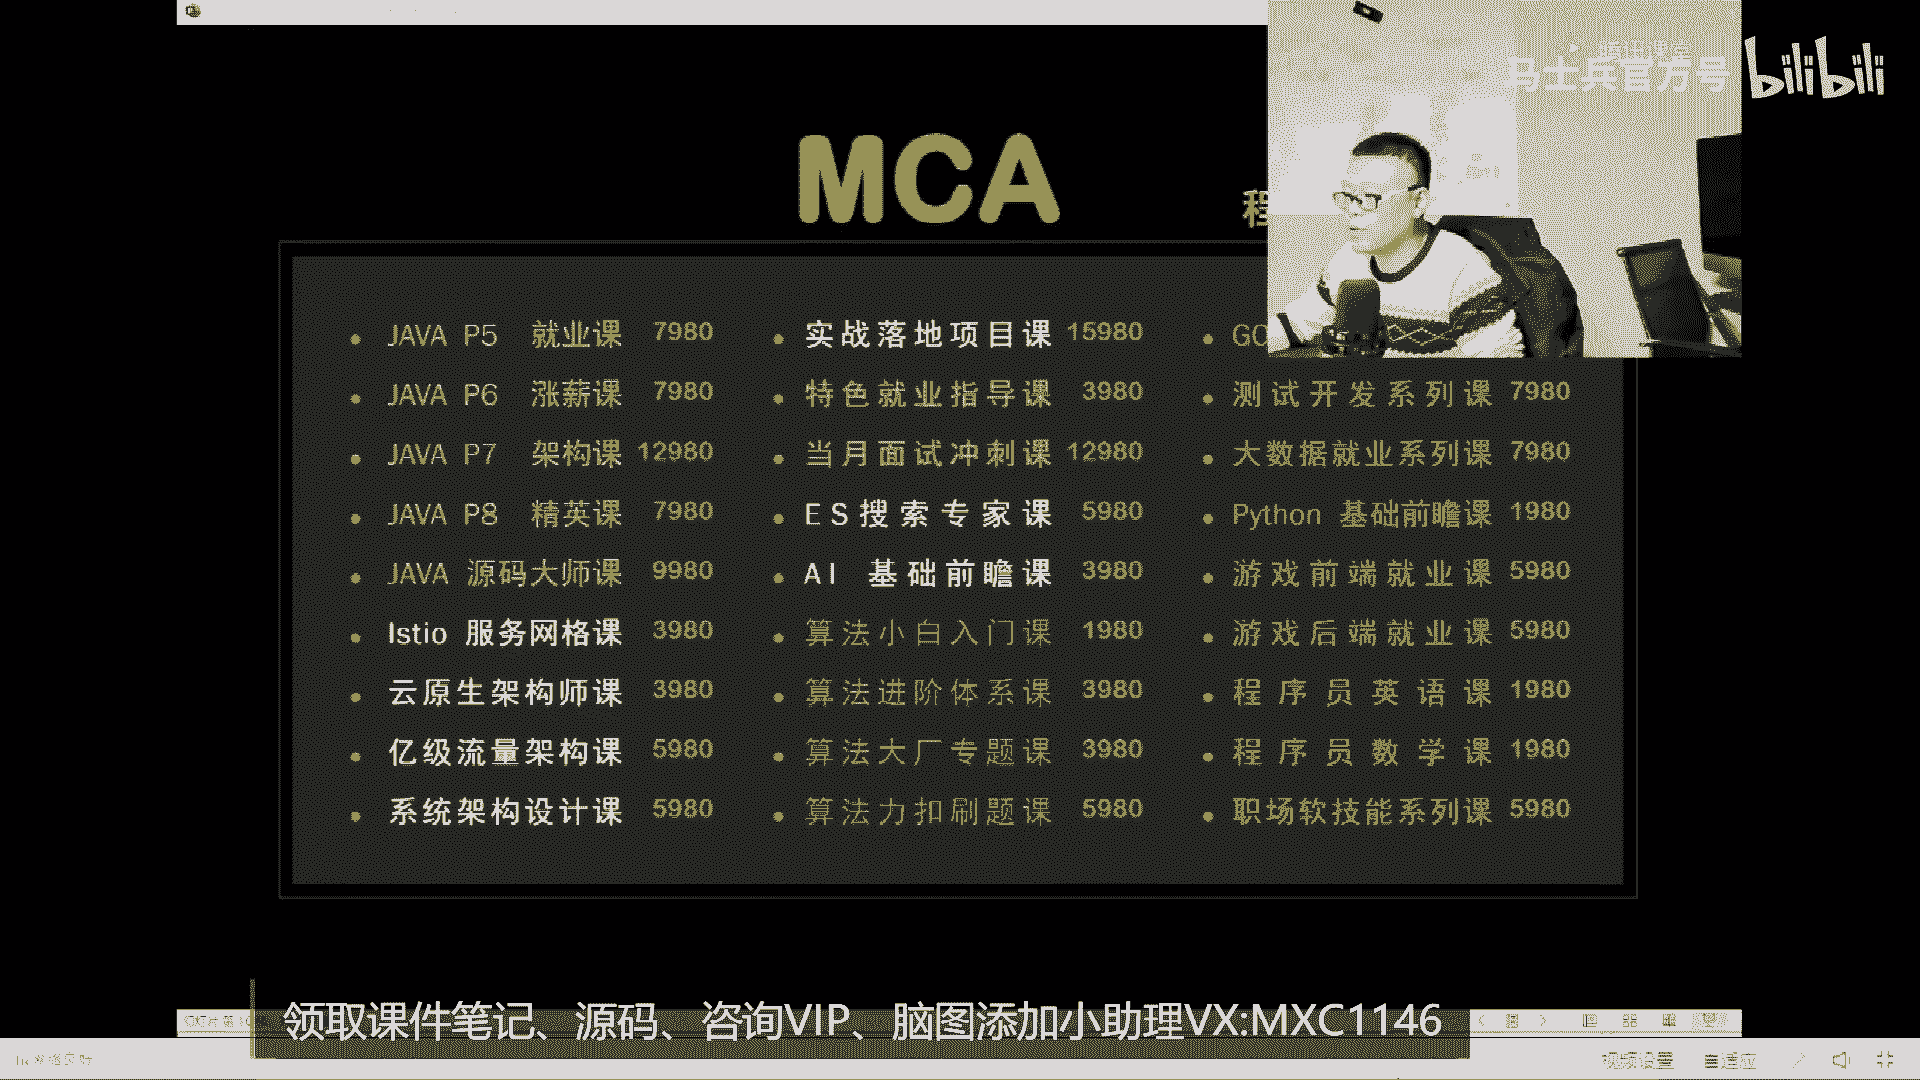 马士兵官方号 bilibili
腾讯课堂
MCA
程
JAVA P5 就业课 7980
JAVA P6 涨薪课 7980
JAVA P7 架构课 12980
JAVA P8 精英课 7980
JAVA 源码大师课 9980
Istio 服务网格课 3980
云原生架构师课 3980
亿级流量架构课 5980
系统架构设计课 5980
实战落地项目课 15980
特色就业指导课 3980
当月面试冲刺课 12980
ES搜索专家课 5980
AI 基础前瞻课 3980
算法小白入门课 1980
算法进阶体系课 3980
算法大厂专题课 3980
算法力扣刷题课 5980
GO
测试开发系列课 7980
大数据就业系列课 7980
Python 基础前瞻课 1980
游戏前端就业课 5980
游戏后端就业课 5980
程序员英语课 1980
程序员数学课 1980
职场软技能系列课 5980
领取课件笔记、源码、咨询VIP、脑图添加小助理VX:MXC1146
视频设置 自适应